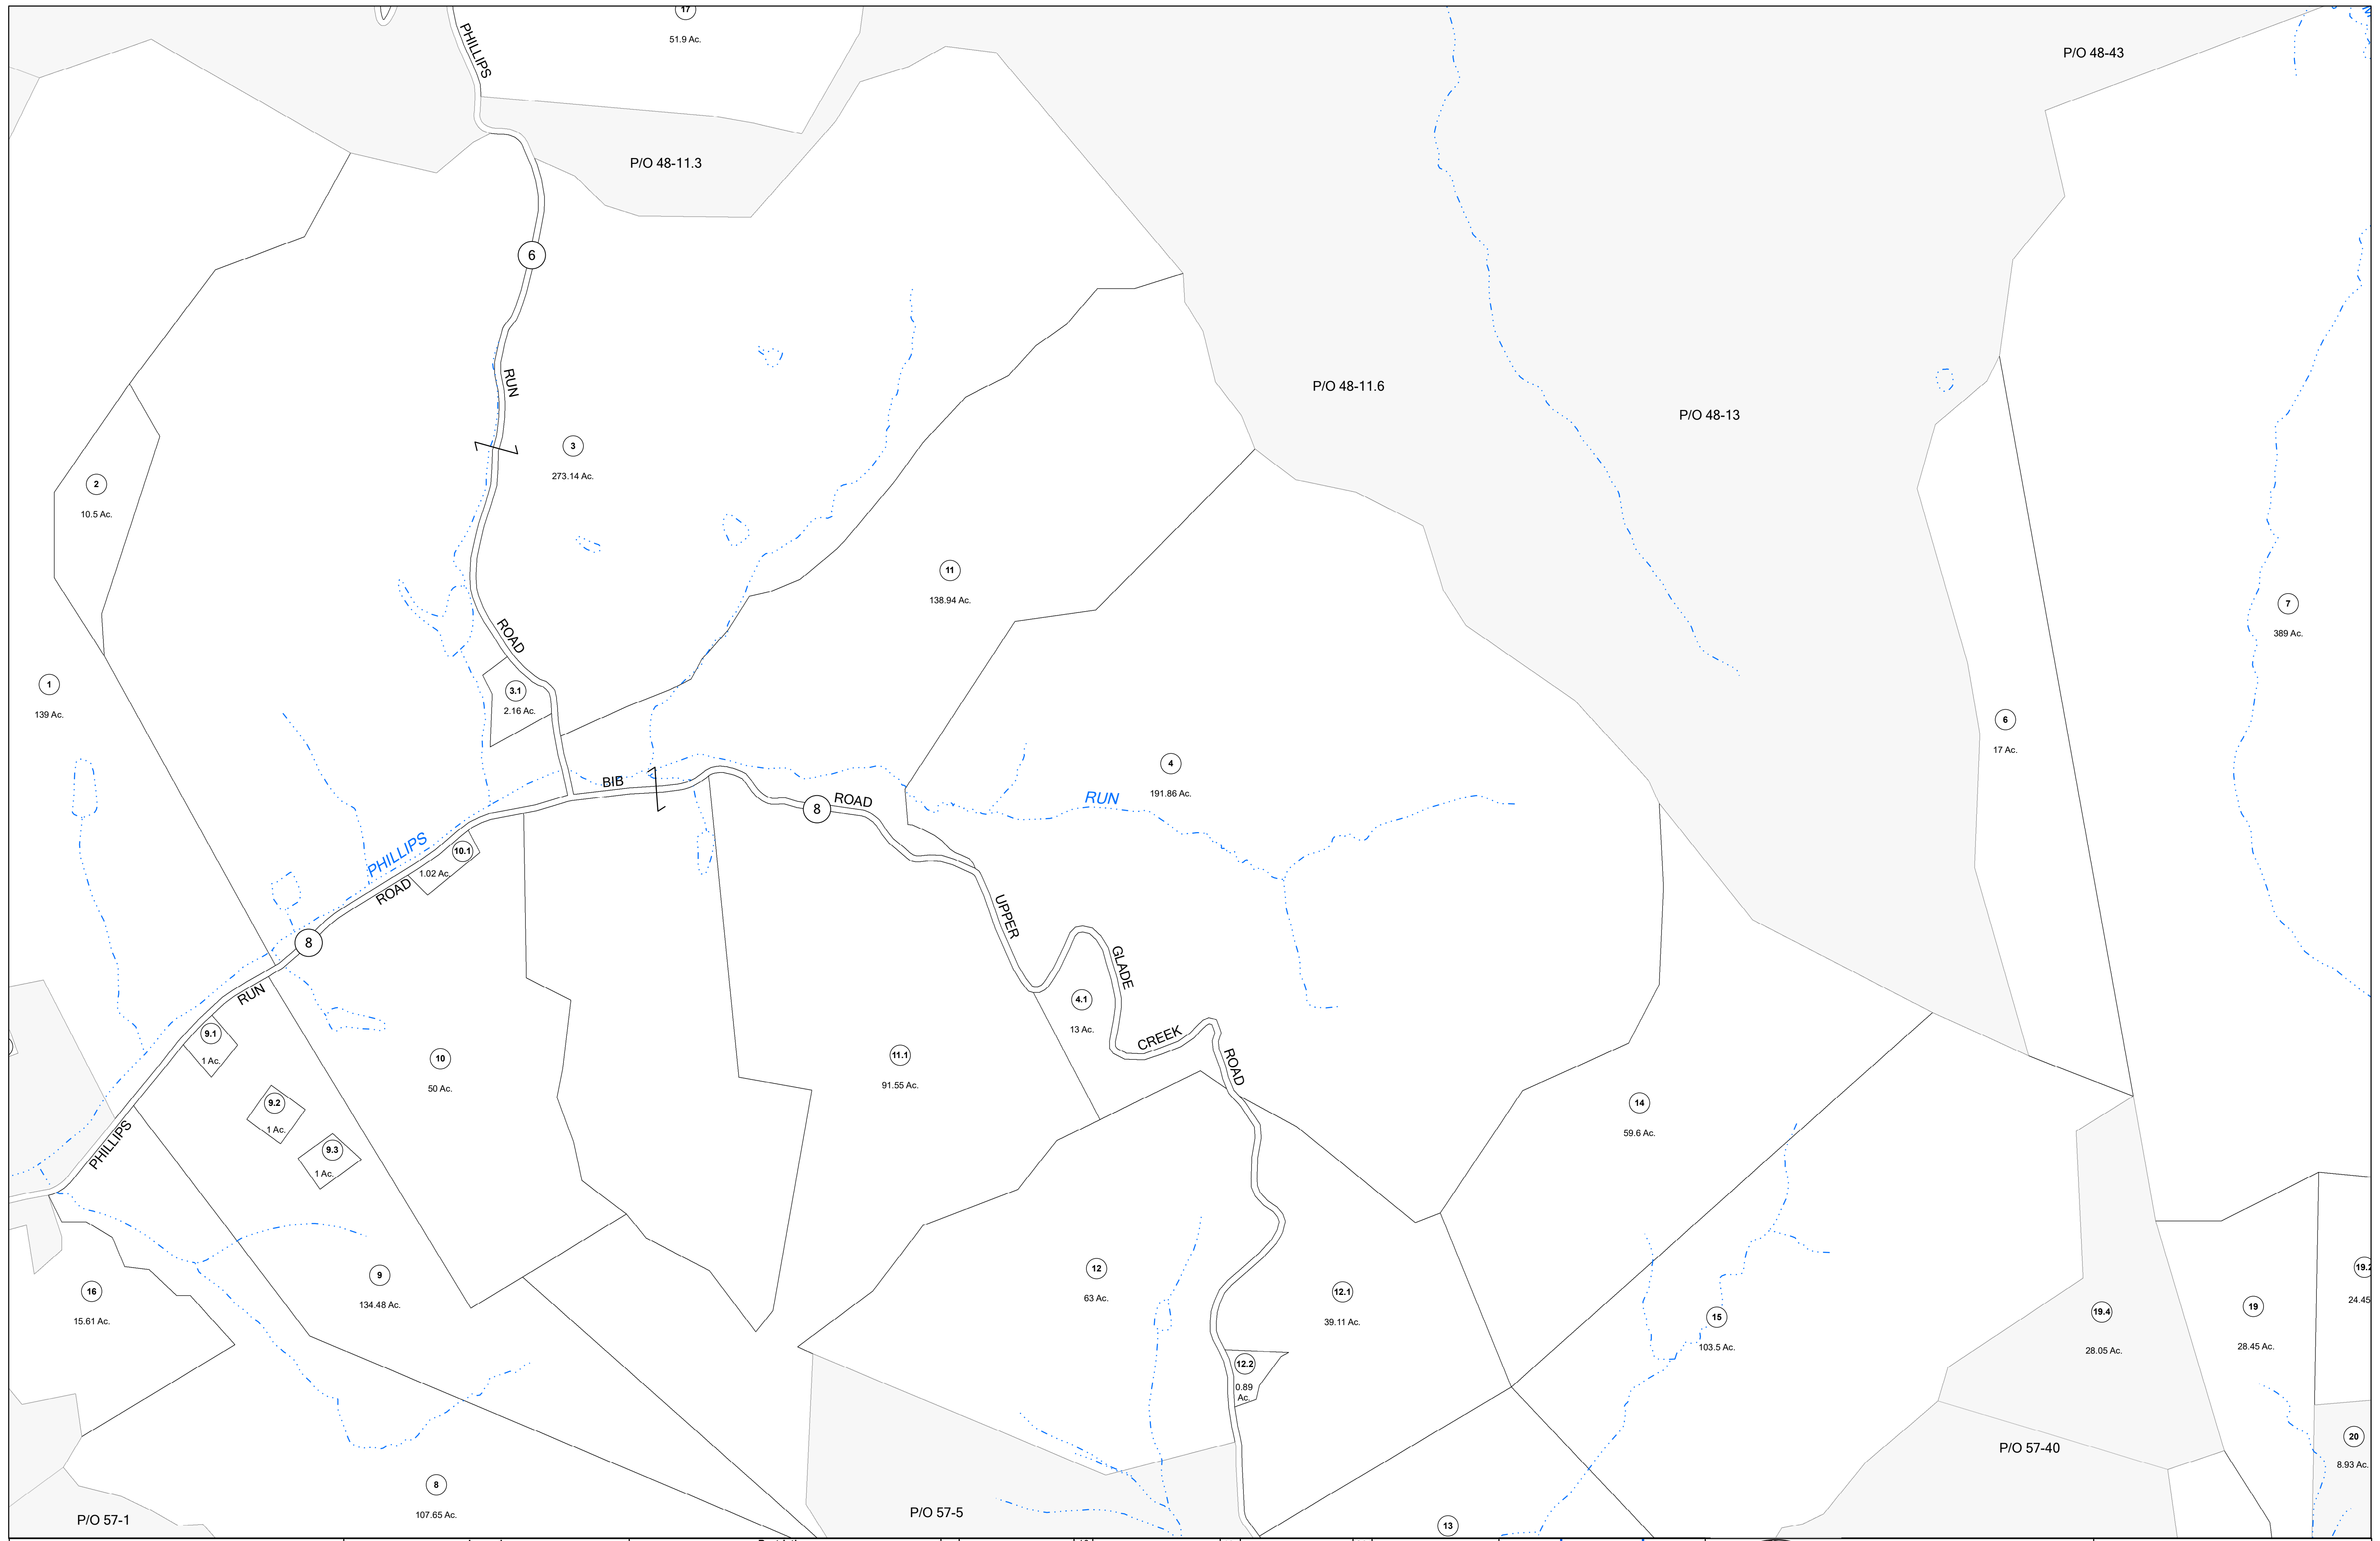 17
51.9 Ac.
PHILLIPS
P/O 48-43
P/O 48-11.3
6
RUN
P/O 48-11.6
P/O 48-13
3
273.14 Ac.
2
10.5 Ac.
11
138.94 Ac.
7
389 Ac.
ROAD
1
139 Ac.
3.1
2.16 Ac.
6
17 Ac.
4
191.86 Ac.
BIB
8
ROAD
RUN
PHILLIPS
10.1
1.02 Ac.
ROAD
8
UPPER
GLADE
RUN
4.1
13 Ac.
CREEK
ROAD
9.1
1 Ac.
10
50 Ac.
11.1
91.55 Ac.
9.2
1 Ac.
14
59.6 Ac.
PHILLIPS
9.3
1 Ac.
12
63 Ac.
9
134.48 Ac.
16
15.61 Ac.
12.1
39.11 Ac.
15
103.5 Ac.
19.4
28.05 Ac.
19
28.45 Ac.
19.2
24.45
12.2
0.89
Ac.
20
8.93 Ac.
P/O 57-40
8
107.65 Ac.
P/O 57-5
P/O 57-1
13